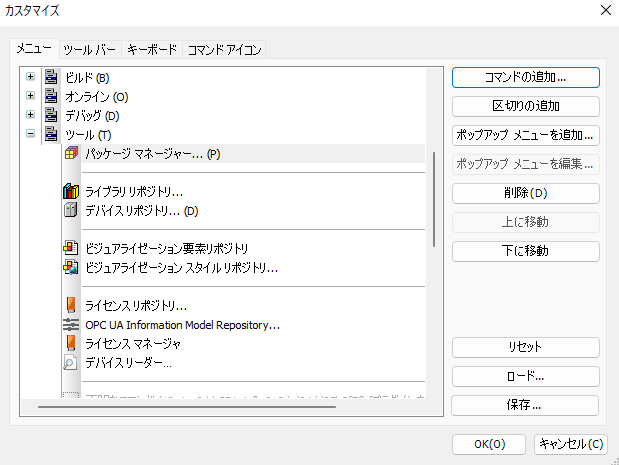 カスタマイズ
メニュー ツール バー キーボード コマンド アイコン
ビルド (B)
オンライン (O)
デバッグ (D)
ツール (T)
パッケージ マネージャー... (P)
ライブラリ リポジトリ...
デバイス リポジトリ... (D)
ビジュアライゼーション要素リポジトリ
ビジュアライゼーション スタイル リポジトリ...
ライセンス リポジトリ...
OPC UA Information Model Repository...
ライセンス マネージャ
デバイス リーダー...
コマンドの追加...
区切りの追加
ポップアップ メニューを追加...
ポップアップ メニューを編集...
削除(D)
上に移動
下に移動
リセット
ロード...
保存...
OK(O)
キャンセル(C)